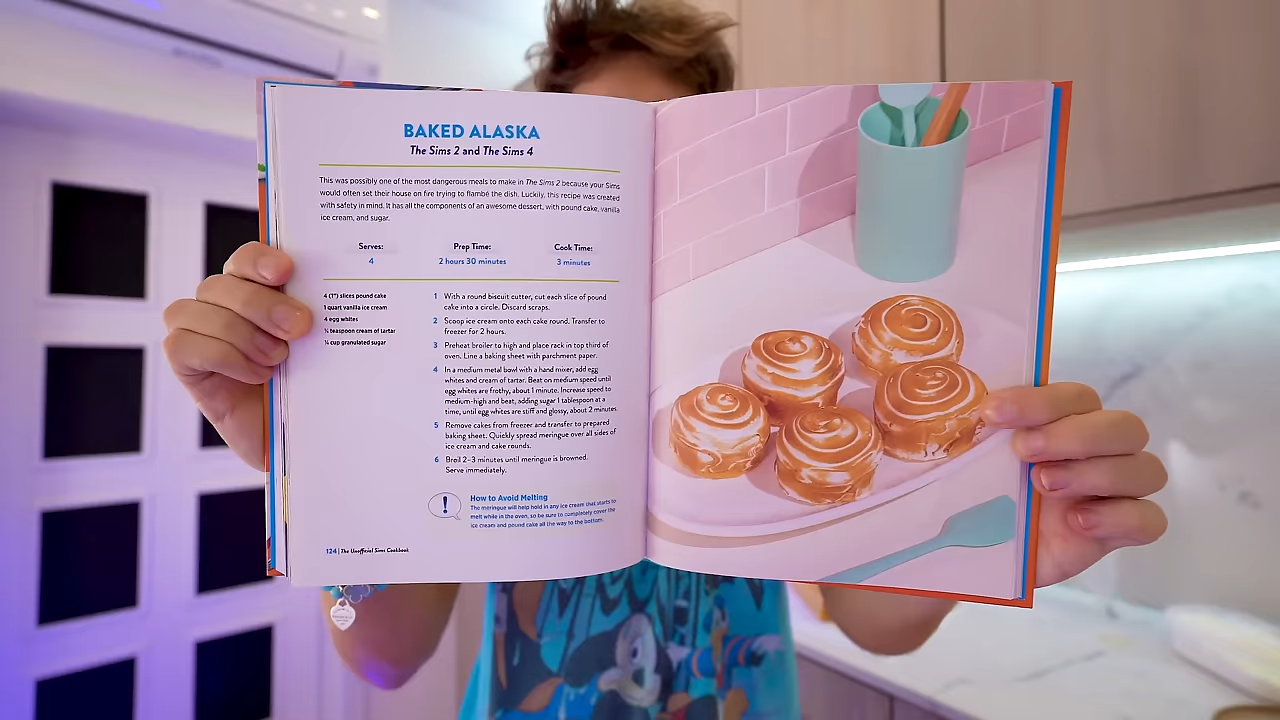 BAKED ALASKA
The Sims 2 and The Sims 4
This was possibly one of the most dangerous meals to make in The Sims 2 because your Sims
would often set their house on fire trying to flambé the dish. Luckily, this recipe was created
with safety in mind. It has all the components of an awesome dessert, with pound cake, vanilla
ice cream, and sugar.
Serves: Prep Time: Cook Time:
4 2 hours 30 minutes 3 minutes
4 (1") slices pound cake
1 quart vanilla ice cream
4 egg whites
teaspoon cream of tartar
cup granulated sugar
1 With a round biscuit cutter, cut each slice of pound
cake into a circle. Discard scraps.
2 Scoop ice cream onto each cake round. Transfer to
freezer for 2 hours.
3 Preheat broiler to high and place rack in top third of
oven. Line a baking sheet with parchment paper.
4 In a medium metal bowl with a hand mixer, add egg
whites and cream of tartar. Beat on medium speed until
egg whites are frothy, about 1 minute. Increase speed to
medium-high and beat, adding sugar 1 tablespoon at a
time, until egg whites are stiff and glossy, about 2 minutes.
5 Remove cakes from freezer and transfer to prepared
baking sheet. Quickly spread meringue over all sides of
ice cream and cake rounds.
6 Broil 2–3 minutes until meringue is browned.
Serve immediately.
!
How to Avoid Melting
The meringue will help hold in any ice cream that starts to
melt while in the oven, so be sure to completely cover the
ice cream and pound cake all the way to the bottom.
124 | The Unofficial Sims Cookbook